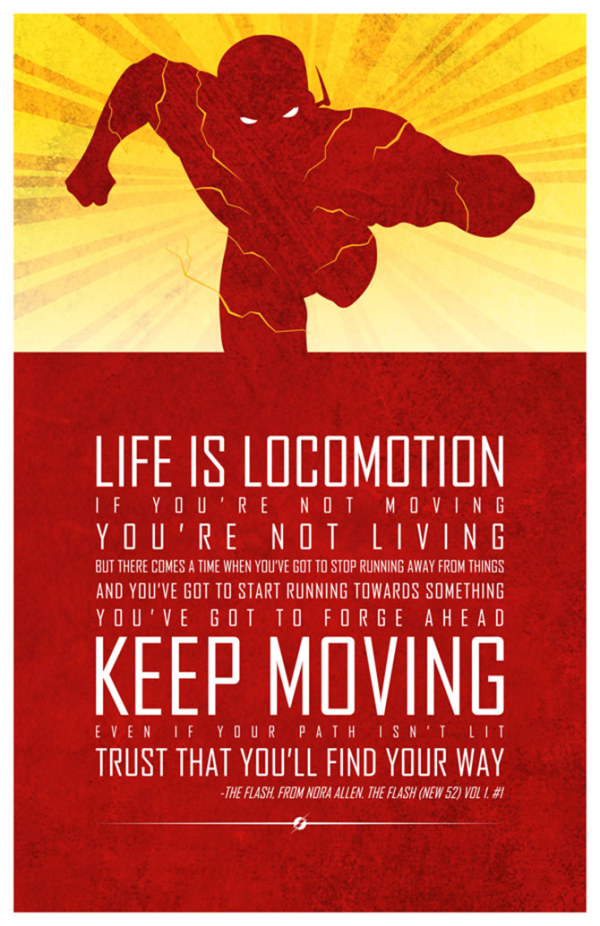 LIFE IS LOCOMOTION
IF YOU'RE NOT MOVING
YOU'RE NOT LIVING
BUT THERE COMES A TIME WHEN YOU'VE GOT TO STOP RUNNING AWAY FROM THINGS
AND YOU'VE GOT TO START RUNNING TOWARDS SOMETHING
YOU'VE GOT TO FORGE AHEAD
KEEP MOVING
EVEN IF YOUR PATH ISN'T LIT
TRUST THAT YOU'LL FIND YOUR WAY
-THE FLASH, FROM NORA ALLEN. THE FLASH (NEW 52) VOL 1. #1